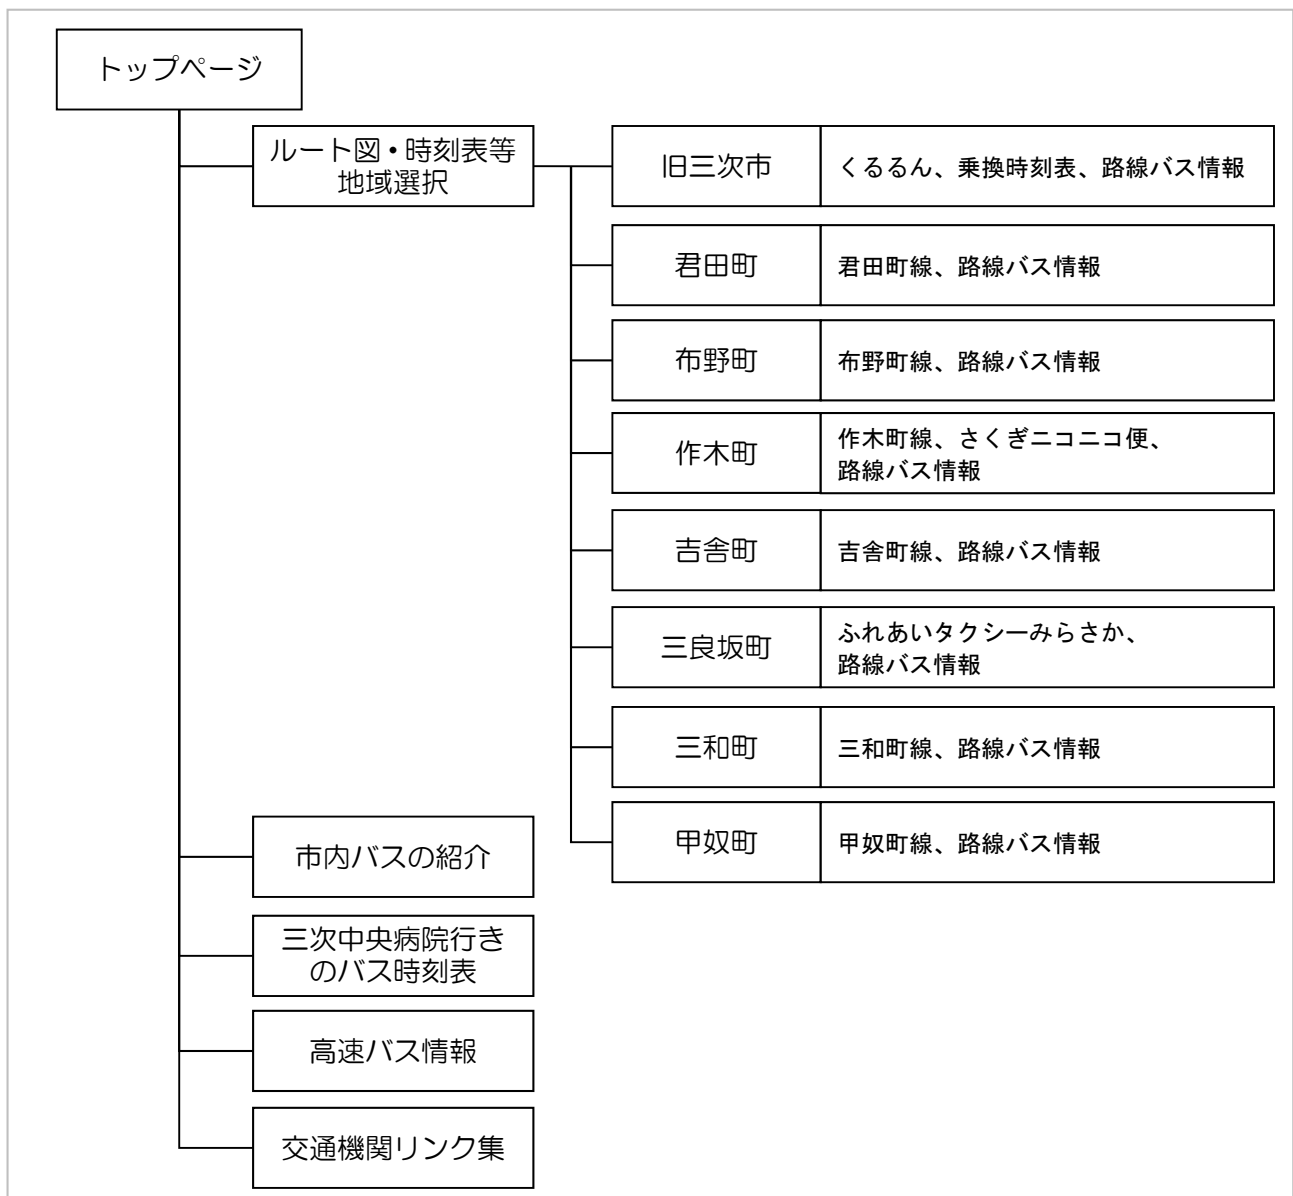 トップページ
ルート図・時刻表等
地域選択
旧三次市
くるるん、乗換時刻表、路線バス情報
君田町
君田町線、路線バス情報
布野町
布野町線、路線バス情報
作木町
作木町線、さくぎニコニコ便、
路線バス情報
吉舎町
吉舎町線、路線バス情報
三良坂町
ふれあいタクシーみらさか、
路線バス情報
三和町
三和町線、路線バス情報
甲奴町
甲奴町線、路線バス情報
市内バスの紹介
三次中央病院行き
のバス時刻表
高速バス情報
交通機関リンク集